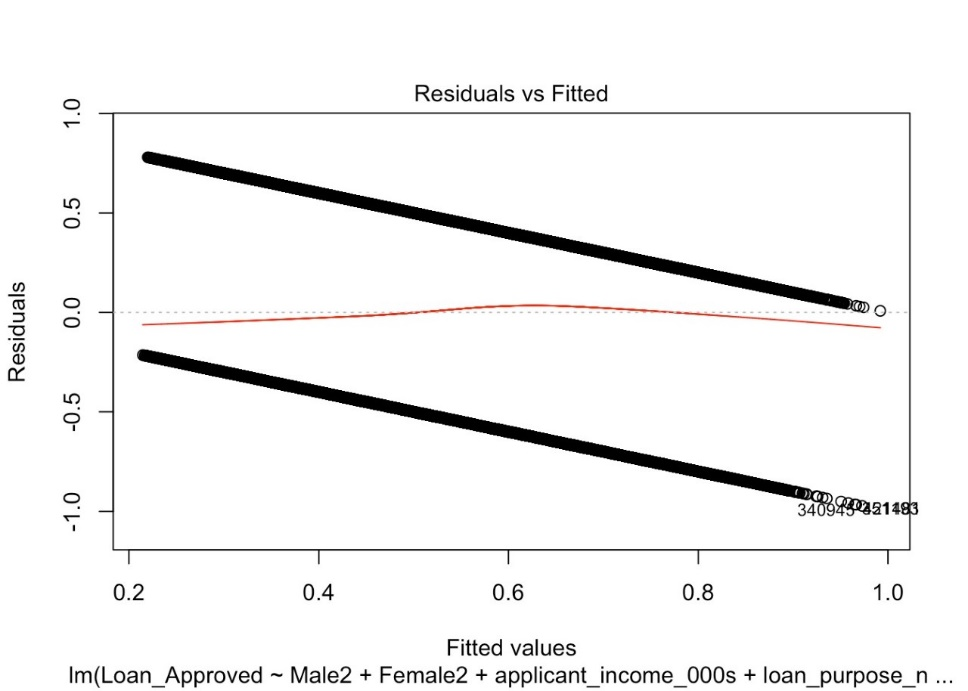 Residuals vs Fitted
1.0
0.5
0.0
-0.5
-1.0
Residuals
340945
0.2 0.4 0.6 0.8 1.0
Fitted values
lm(Loan_Approved ~ Male2 + Female2 + applicant_income_000s + loan_purpose_n ...